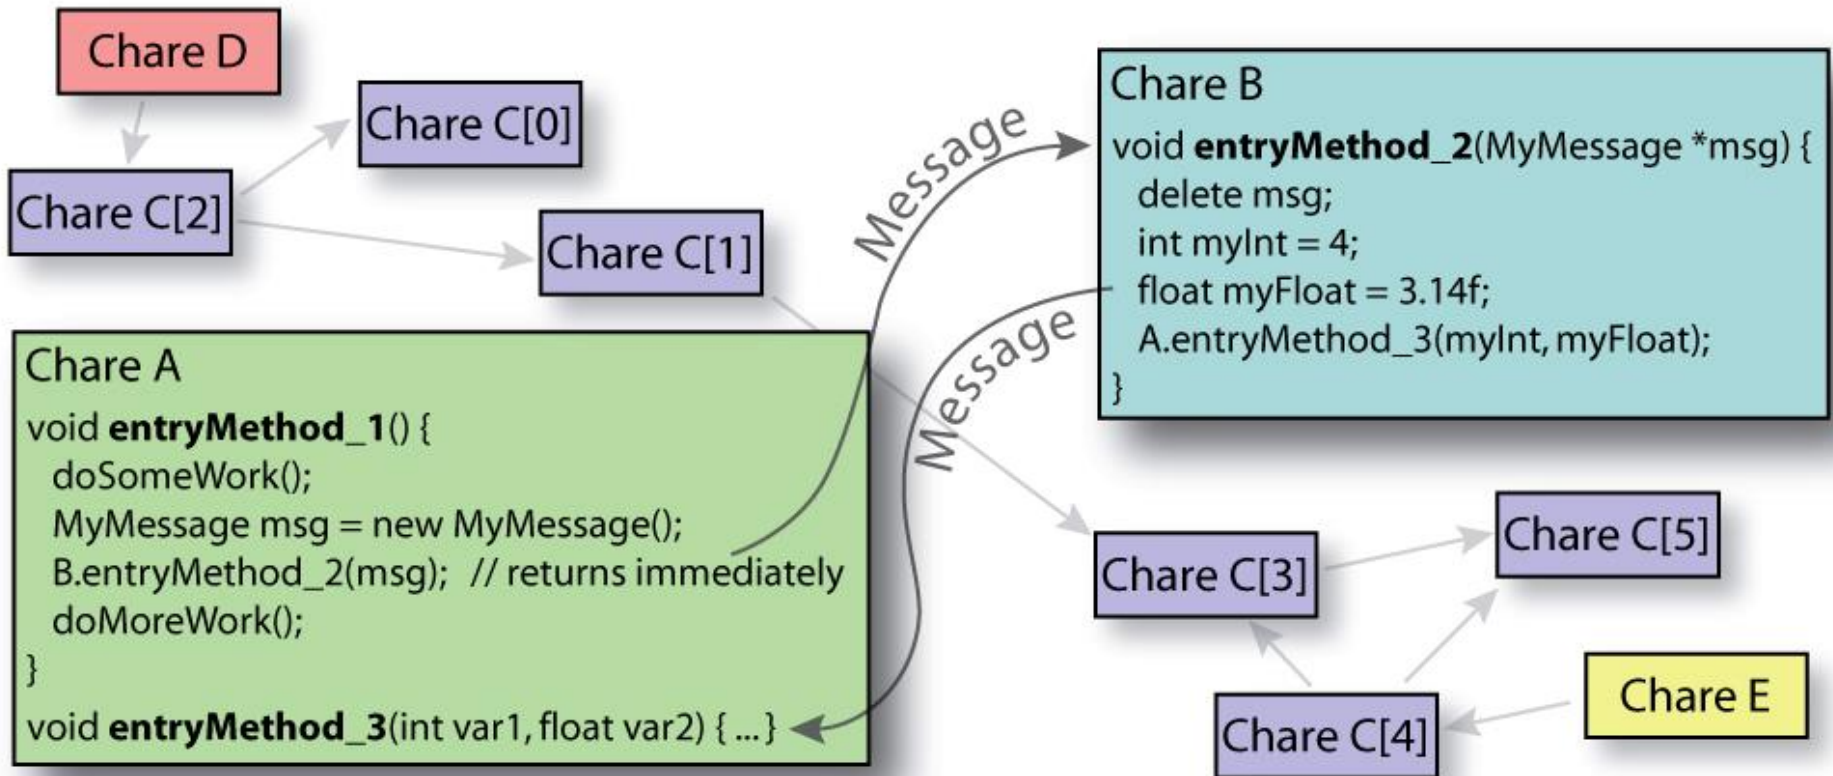 Chare D
Chare C[0]
Chare C[2]
Chare C[1]
Message
Chare B
void entryMethod_2(MyMessage *msg) {
delete msg;
int myInt = 4;
float myFloat = 3.14f;
A.entryMethod_3(myInt, myFloat);
}
Message
Chare A
void entryMethod_1() {
doSomeWork();
MyMessage msg = new MyMessage();
B.entryMethod_2(msg);  // returns immediately
doMoreWork();
}
void entryMethod_3(int var1, float var2) { ... }
Chare C[3]
Chare C[5]
Chare C[4]
Chare E